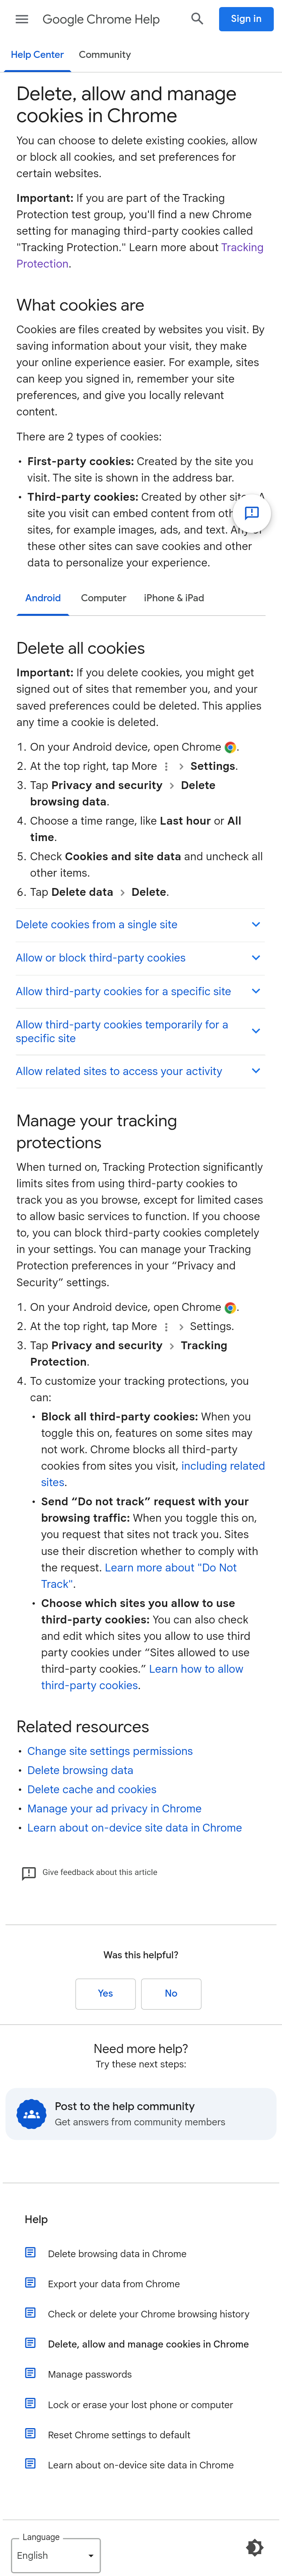 Google Chrome Help
Sign in
Help Center
Community
Delete, allow and manage
cookies in Chrome
You can choose to delete existing cookies, allow
or block all cookies, and set preferences for
certain websites.
Important: If you are part of the Tracking
Protection test group, you'll find a new Chrome
setting for managing third-party cookies called
"Tracking Protection." Learn more about Tracking
Protection.
What cookies are
Cookies are files created by websites you visit. By
saving information about your visit, they make
your online experience easier. For example, sites
can keep you signed in, remember your site
preferences, and give you locally relevant
content.
There are 2 types of cookies:
• First-party cookies: Created by the site you
visit. The site is shown in the address bar.
• Third-party cookies: Created by other
site you visit can embed content from
sites, for example images, ads, and text. Any
these other sites can save cookies and other
data to personalize your experience.
Android
Computer
iPhone & iPad
Delete all cookies
Important: If you delete cookies, you might get
signed out of sites that remember you, and your
saved preferences could be deleted. This applies
any time a cookie is deleted.
1. On your Android device, open Chrome .
2. At the top right, tap More > Settings.
3. Tap Privacy and security > Delete
browsing data.
4. Choose a time range, like Last hour or All
time.
5. Check Cookies and site data and uncheck all
other items.
6. Tap Delete data > Delete.
Delete cookies from a single site
Allow or block third-party cookies
Allow third-party cookies for a specific site
Allow third-party cookies temporarily for a
specific site
Allow related sites to access your activity
Manage your tracking
protections
When turned on, Tracking Protection significantly
limits sites from using third-party cookies to
track you as you browse, except for limited cases
to allow basic services to function. If you choose
to, you can block third-party cookies completely
in your settings. You can manage your Tracking
Protection preferences in your “Privacy and
Security” settings.
1. On your Android device, open Chrome .
2. At the top right, tap More > Settings.
3. Tap Privacy and security > Tracking
Protection.
4. To customize your tracking protections, you
can:
• Block all third-party cookies: When you
toggle this on, features on some sites may
not work. Chrome blocks all third-party
cookies from sites you visit, including related
sites.
• Send “Do not track” request with your
browsing traffic: When you toggle this on,
you request that sites not track you. Sites
use their discretion whether to comply with
the request. Learn more about "Do Not
Track".
• Choose which sites you allow to use
third-party cookies: You can also check
and edit which sites you allow to use third
party cookies under “Sites allowed to use
third-party cookies.” Learn how to allow
third-party cookies.
Related resources
• Change site settings permissions
• Delete browsing data
• Delete cache and cookies
• Manage your ad privacy in Chrome
• Learn about on-device site data in Chrome
Give feedback about this article
Was this helpful?
Yes
No
Need more help?
Try these next steps:
Post to the help community
Get answers from community members
Help
Delete browsing data in Chrome
Export your data from Chrome
Check or delete your Chrome browsing history
Delete, allow and manage cookies in Chrome
Manage passwords
Lock or erase your lost phone or computer
Reset Chrome settings to default
Learn about on-device site data in Chrome
Language
English